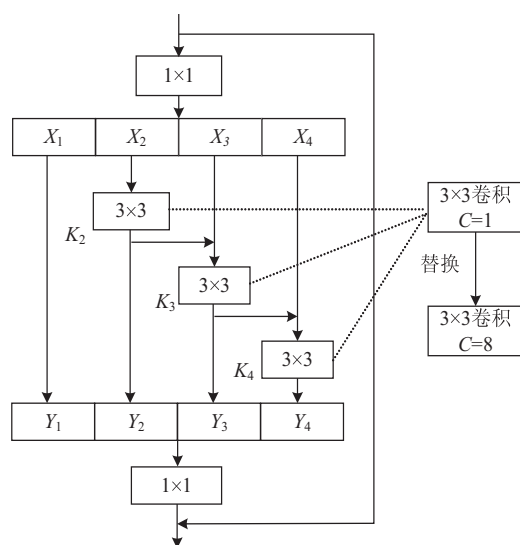 1×1
X₁ X₂ X₃ X₄
3×3
K₂
3×3
K₃
3×3
K₄
Y₁ Y₂ Y₃ Y₄
1×1
3×3卷积
C=1
替换
3×3卷积
C=8